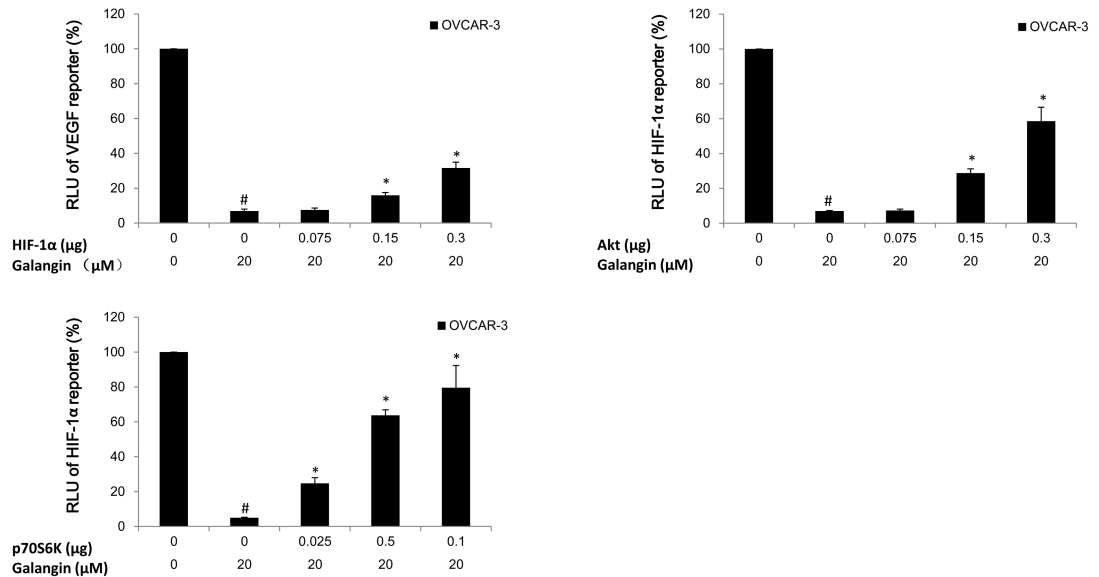 120
100
80
60
40
20
0
RLU of VEGF reporter (%)
OVCAR-3
#
*
*
HIF-1α (μg)
0 0 0.075 0.15 0.3
Galangin （μM）
0 20 20 20 20
120
100
80
60
40
20
0
RLU of HIF-1α reporter (%)
OVCAR-3
#
*
*
Akt (μg)
0 0 0.075 0.15 0.3
Galangin (μM)
0 20 20 20 20
120
100
80
60
40
20
0
RLU of HIF-1α reporter (%)
OVCAR-3
#
*
*
*
p70S6K (μg)
0 0 0.025 0.5 0.1
Galangin (μM)
0 20 20 20 20